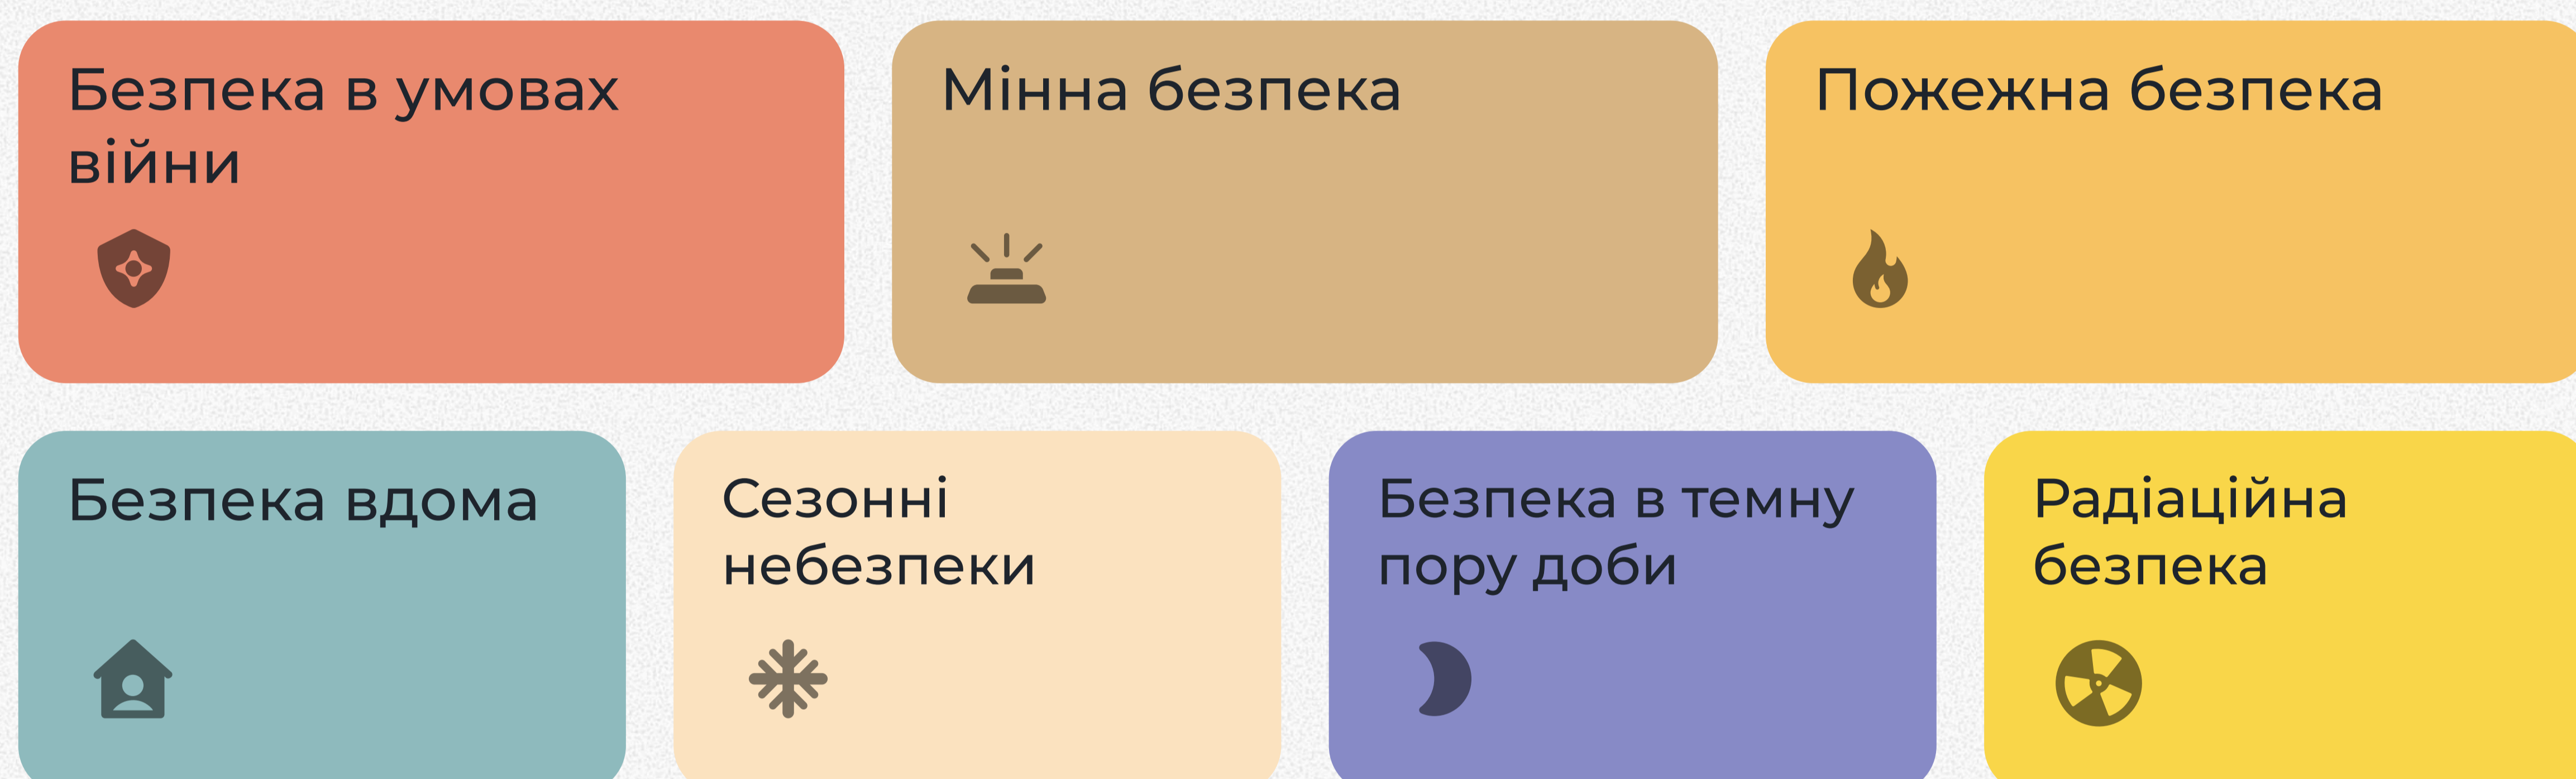 Безпека в умовах
війни
Мінна безпека
Пожежна безпека
Безпека вдома
Сезонні
небезпеки
Безпека в темну
пору доби
Радіаційна
безпека